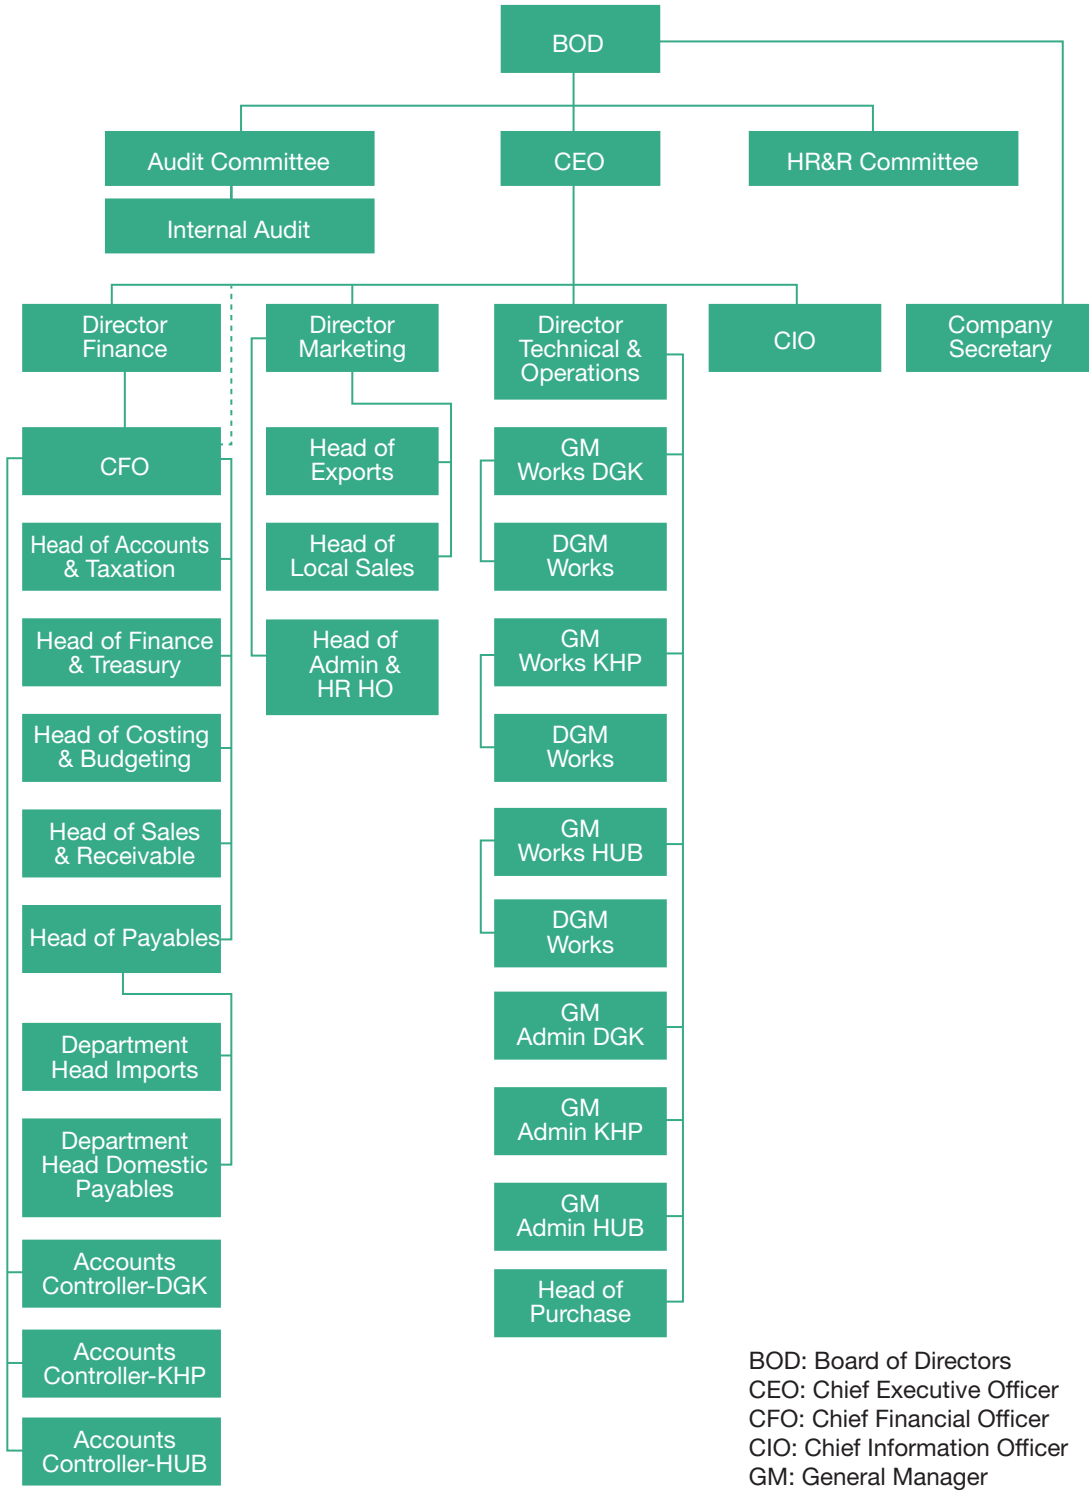 BOD
Audit Committee
CEO
HR&R Committee
Internal Audit
Director
Finance
Director
Marketing
Director
Technical &
Operations
CIO
Company
Secretary
CFO
Head of Accounts
& Taxation
Head of Finance
& Treasury
Head of Costing
& Budgeting
Head of Sales
& Receivable
Head of Payables
Department
Head Imports
Department
Head Domestic
Payables
Accounts
Controller-DGK
Accounts
Controller-KHP
Accounts
Controller-HUB
Head of
Exports
Head of
Local Sales
Head of
Admin &
HR HO
GM
Works DGK
DGM
Works
GM
Works KHP
DGM
Works
GM
Works HUB
DGM
Works
GM
Admin DGK
GM
Admin KHP
GM
Admin HUB
Head of
Purchase
BOD: Board of Directors
CEO: Chief Executive Officer
CFO: Chief Financial Officer
CIO: Chief Information Officer
GM: General Manager